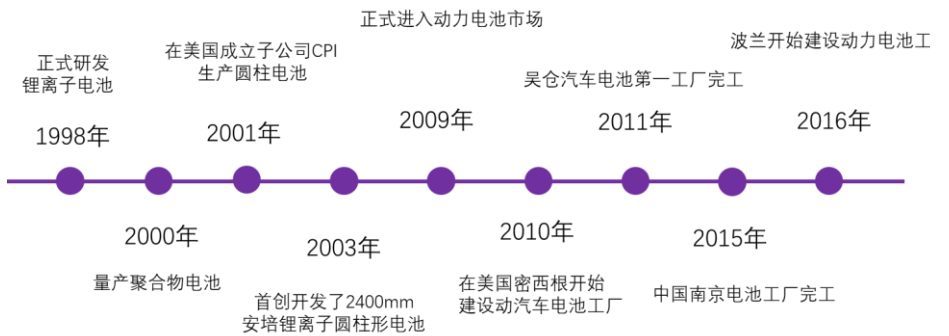 正式研发
锂离子电池
1998年
量产聚合物电池
2000年
在美国成立子公司CPI
生产圆柱电池
2001年
2003年
首创开发了2400mm
安培锂离子圆柱形电池
正式进入动力电池市场
2009年
2010年
在美国密西根开始
建设动汽车电池工厂
吴仓汽车电池第一工厂完工
2011年
2015年
中国南京电池工厂完工
波兰开始建设动力电池工
2016年